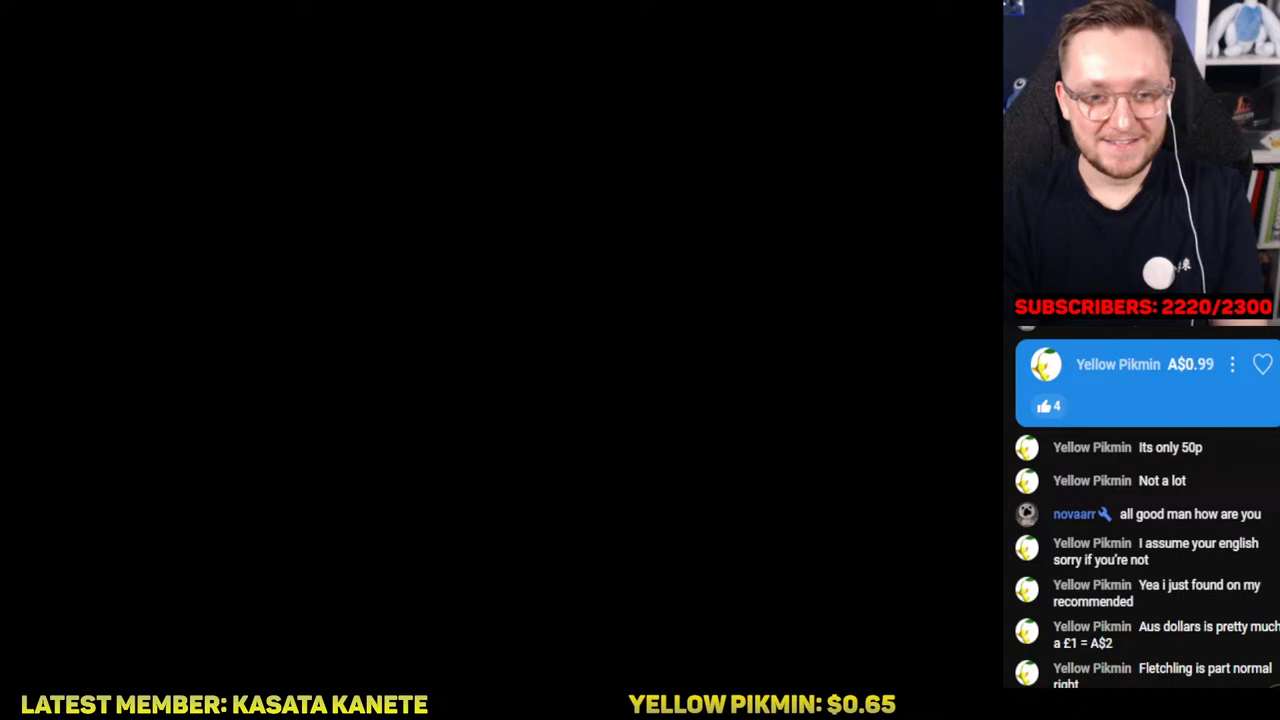 SUBSCRIBERS: 2220/2300
Yellow Pikmin A$0.99
4
Yellow Pikmin Its only 50p
Yellow Pikmin Not a lot
novaarr all good man how are you
Yellow Pikmin I assume your english
sorry if you're not
Yellow Pikmin Yea i just found on my
recommended
Yellow Pikmin Aus dollars is pretty much
a £1 = A$2
Yellow Pikmin Fletchling is part normal
right
LATEST MEMBER: KASATA KANETE
YELLOW PIKMIN: $0.65